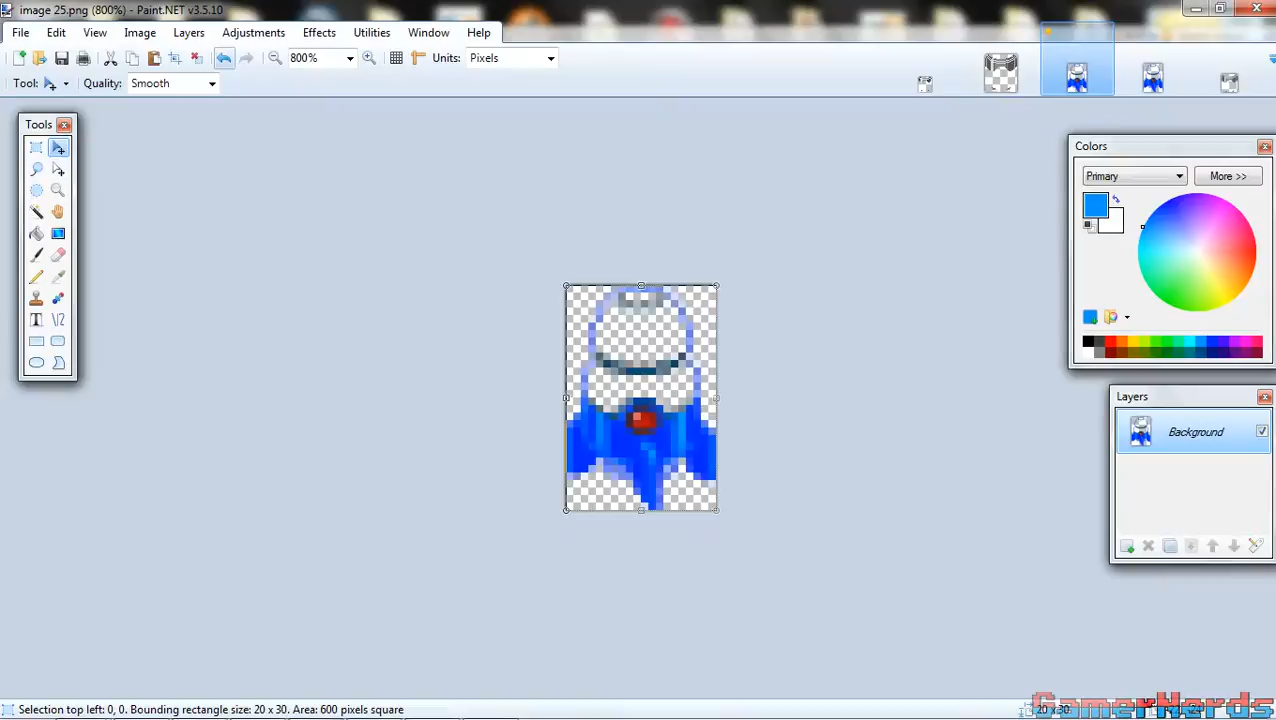 image 25.png (800%) - Paint.NET v3.5.10
File Edit View Image Layers Adjustments Effects Utilities Window Help
800% Units: Pixels
Tool: Quality: Smooth
Tools
Colors
Primary More >>
Layers
Background
Selection top left: 0, 0. Bounding rectangle size: 20 x 30. Area: 600 pixels square
20 x 30
GamerNerds